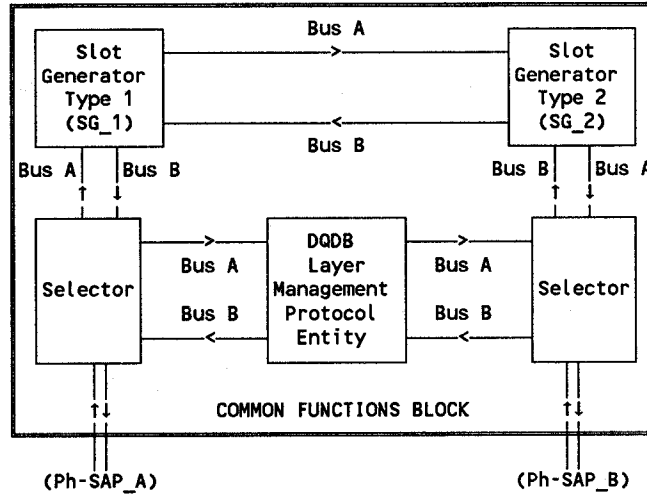 Bus A
Slot
Generator
Type 1
(SG_1)
Slot
Generator
Type 2
(SG_2)
Bus B
Bus A
Bus B
Bus B
Bus A
Selector
Bus A
Bus B
DQDB
Layer
Management
Protocol
Entity
Bus A
Bus B
Selector
COMMON FUNCTIONS BLOCK
(Ph-SAP_A)
(Ph-SAP_B)